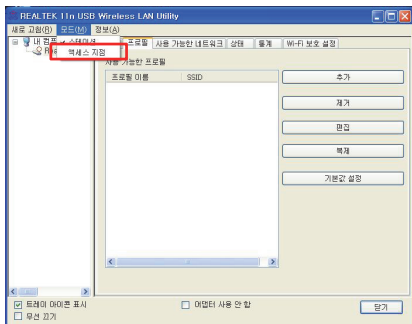 REALTEK 11n USB Wireless LAN Utility
새로 고침(R) 모드(M) 정보(A)
내 컴퓨 스테이션
액세스 지점
프로필 사용 가능한 네트워크 상태 통계 Wi-Fi 보호 설정
사용 가능한 프로필
프로필 이름 SSID
추가
제거
편집
복제
기본값 설정
트레이 아이콘 표시
어댑터 사용 안 함
닫기
무선 끄기